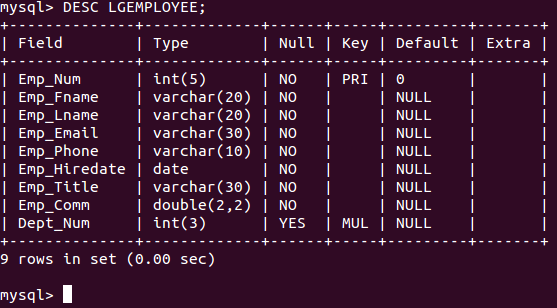 mysql> DESC LGEMPLOYEE;
+--------------+-------------+------+-----+---------+-------+
| Field        | Type        | Null | Key | Default | Extra |
+--------------+-------------+------+-----+---------+-------+
| Emp_Num      | int(5)      | NO   | PRI | 0       |       |
| Emp_Fname    | varchar(20) | NO   |     | NULL    |       |
| Emp_Lname    | varchar(20) | NO   |     | NULL    |       |
| Emp_Email    | varchar(30) | NO   |     | NULL    |       |
| Emp_Phone    | varchar(10) | NO   |     | NULL    |       |
| Emp_Hiredate | date        | NO   |     | NULL    |       |
| Emp_Title    | varchar(30) | NO   |     | NULL    |       |
| Emp_Comm     | double(2,2) | NO   |     | NULL    |       |
| Dept_Num     | int(3)      | YES  | MUL | NULL    |       |
+--------------+-------------+------+-----+---------+-------+
9 rows in set (0.00 sec)
mysql>